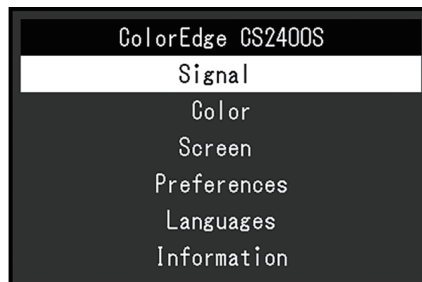 ColorEdge CS2400S
Signal
Color
Screen
Preferences
Languages
Information